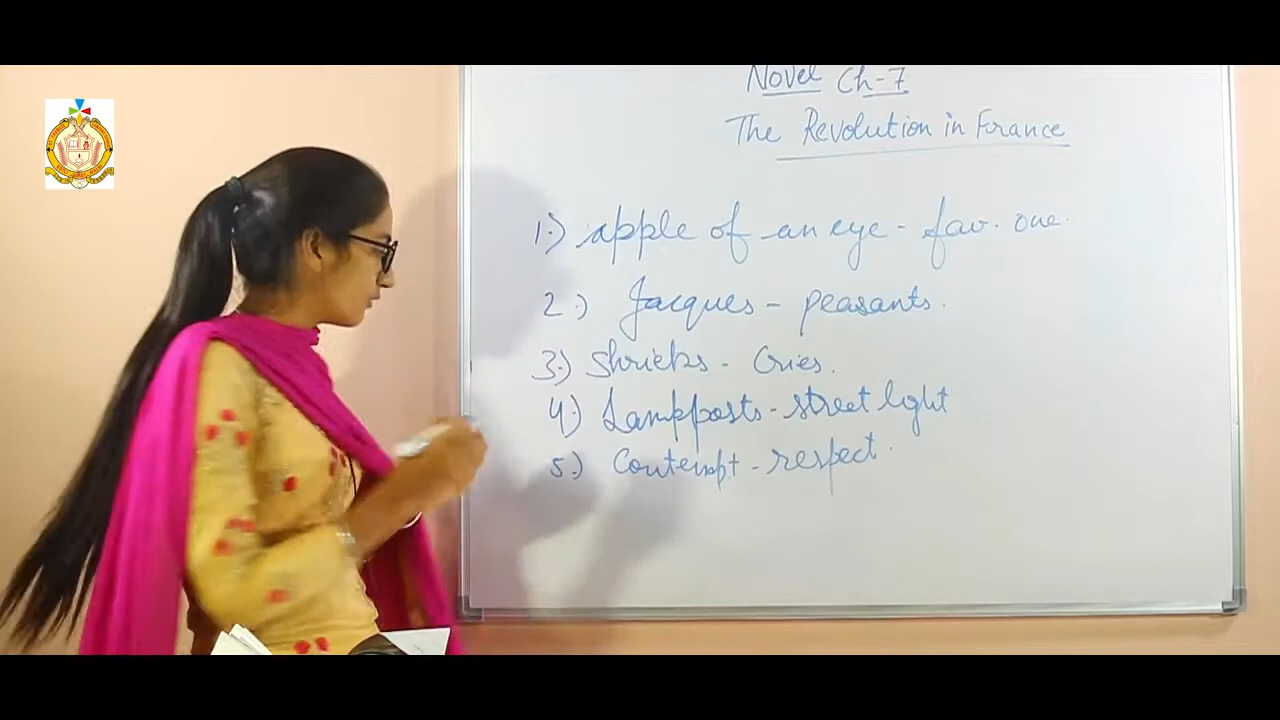 Novel Ch-7
The Revolution in France
1.) apple of an eye - fav. one.
2.) Jacques - peasants.
3.) Shrieks - Cries.
4.) Lampposts - street light
5.) Contempt - respect.